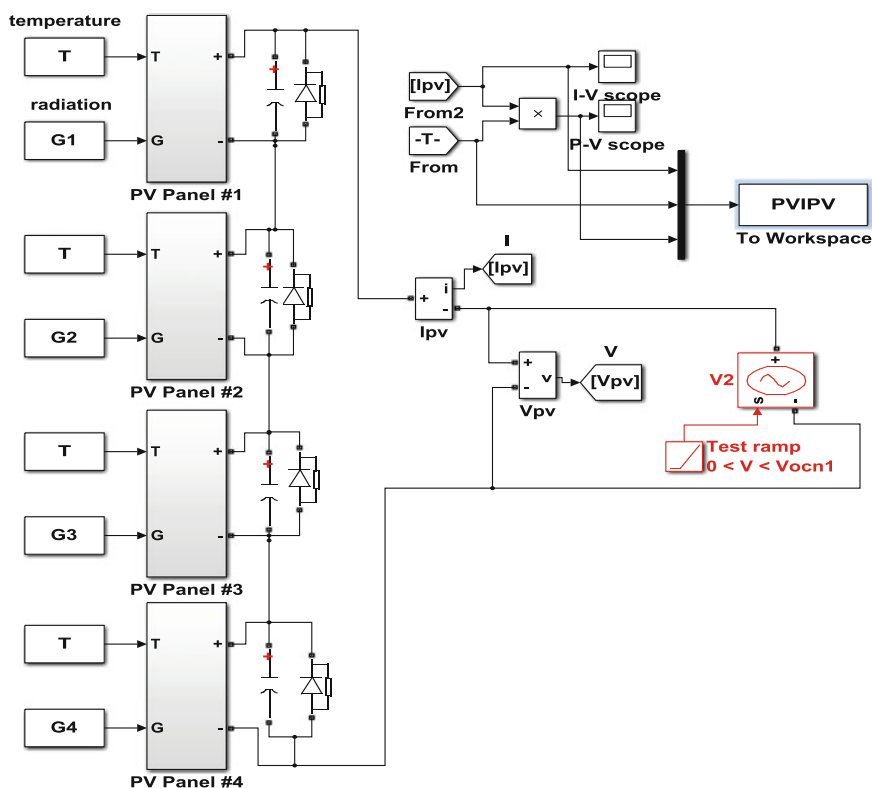 temperature
T
T
+
radiation
G1
G
-
PV Panel #1
T
T
+
G2
G
-
PV Panel #2
T
T
+
G3
G
-
PV Panel #3
T
T
+
G4
G
-
PV Panel #4
[Ipv]
From2
I-V scope
×
-T-
From
P-V scope
PVIPV
To Workspace
I
[Ipv]
+
i
-
Ipv
V
[Vpv]
+
-
v
Vpv
V2
+
s
-
Test ramp
0 < V < Vocn1